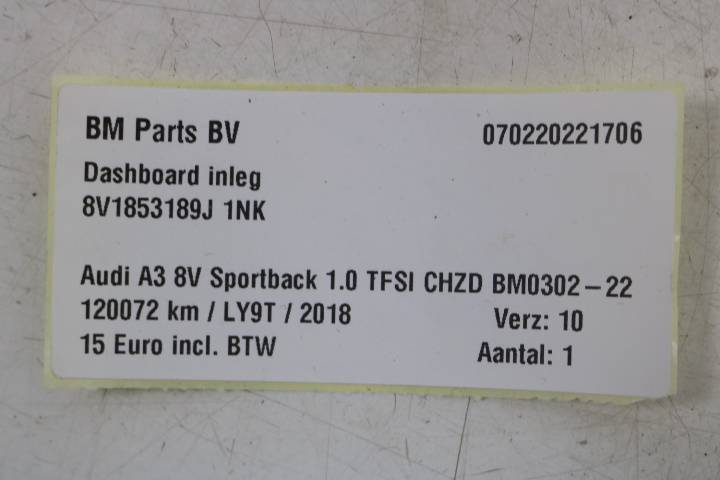 BM Parts BV 070220221706
Dashboard inleg
8V1853189J 1NK
Audi A3 8V Sportback 1.0 TFSI CHZD BM0302-22
120072 km / LY9T / 2018 Verz: 10
15 Euro incl. BTW Aantal: 1